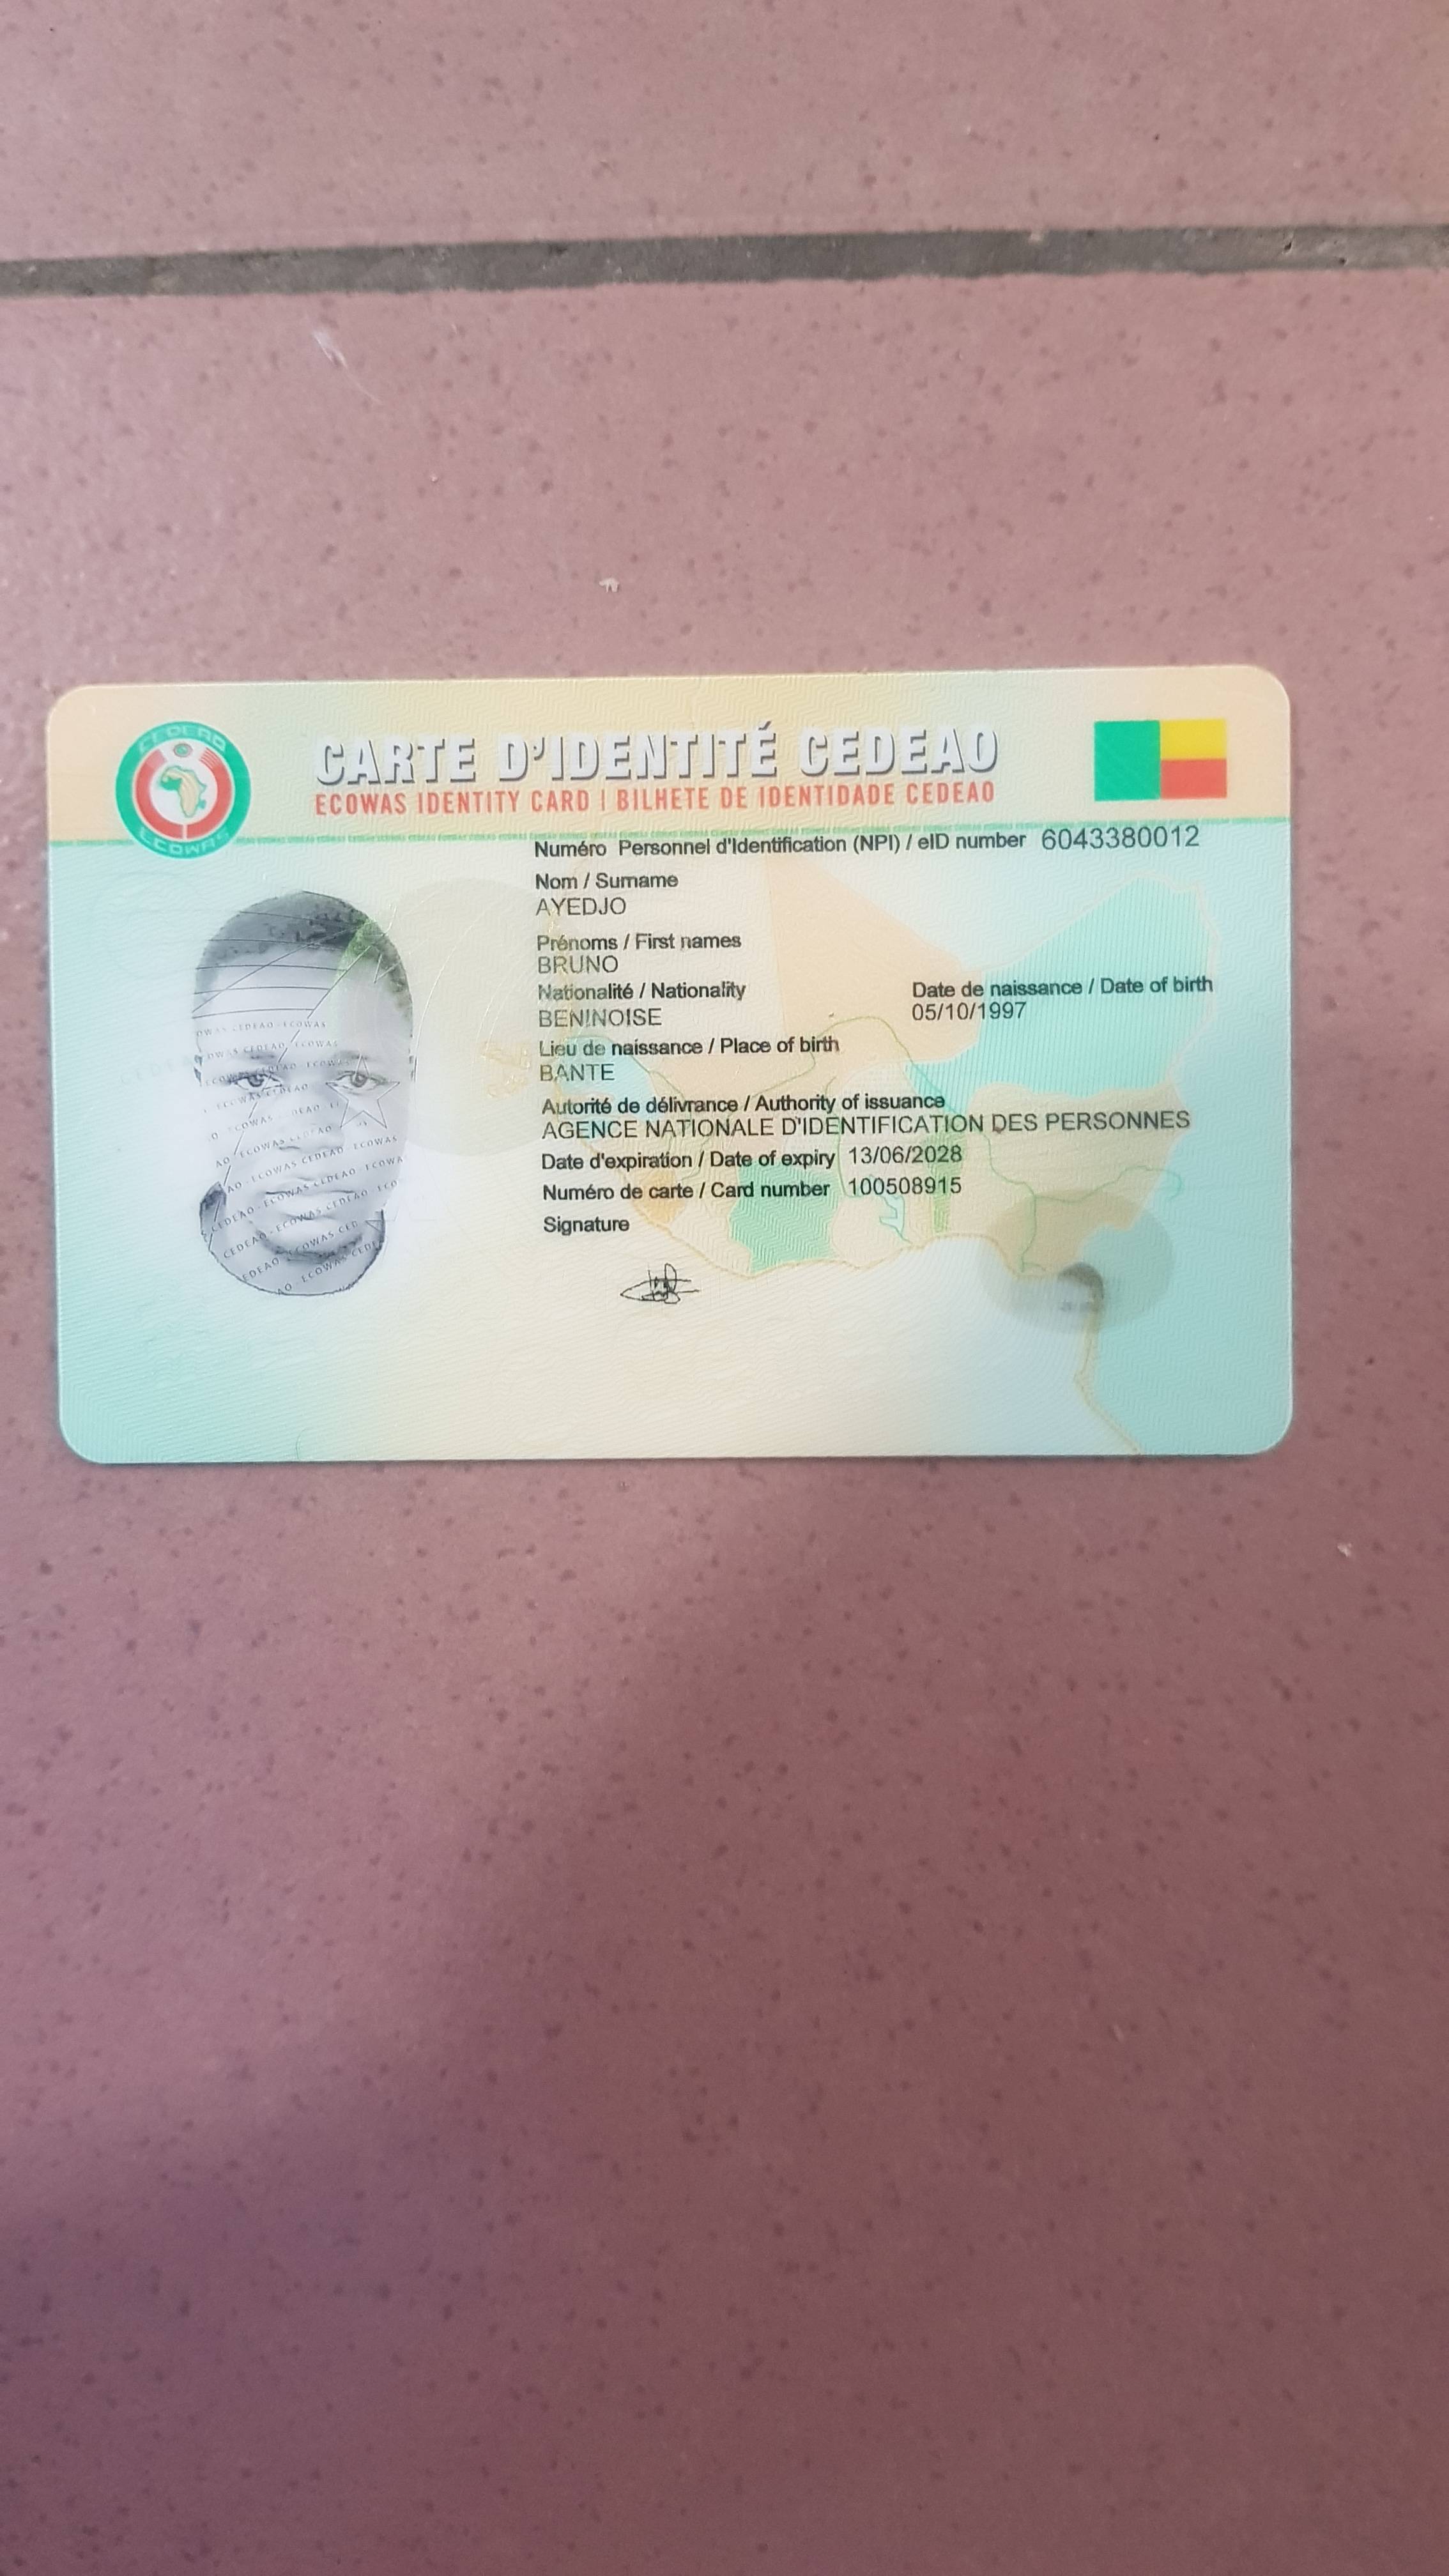 CEDEAO
ECOWAS
CARTE D'IDENTITÉ CEDEAO
ECOWAS IDENTITY CARD | BILHETE DE IDENTIDADE CEDEAO
Numéro Personnel d'Identification (NPI) / eID number 6043380012
Nom / Surname
AYEDJO
Prénoms / First names
BRUNO
Nationalité / Nationality
BENINOISE
Date de naissance / Date of birth
05/10/1997
Lieu de naissance / Place of birth
BANTE
Autorité de délivrance / Authority of issuance
AGENCE NATIONALE D'IDENTIFICATION DES PERSONNES
Date d'expiration / Date of expiry 13/06/2028
Numéro de carte / Card number 100508915
Signature